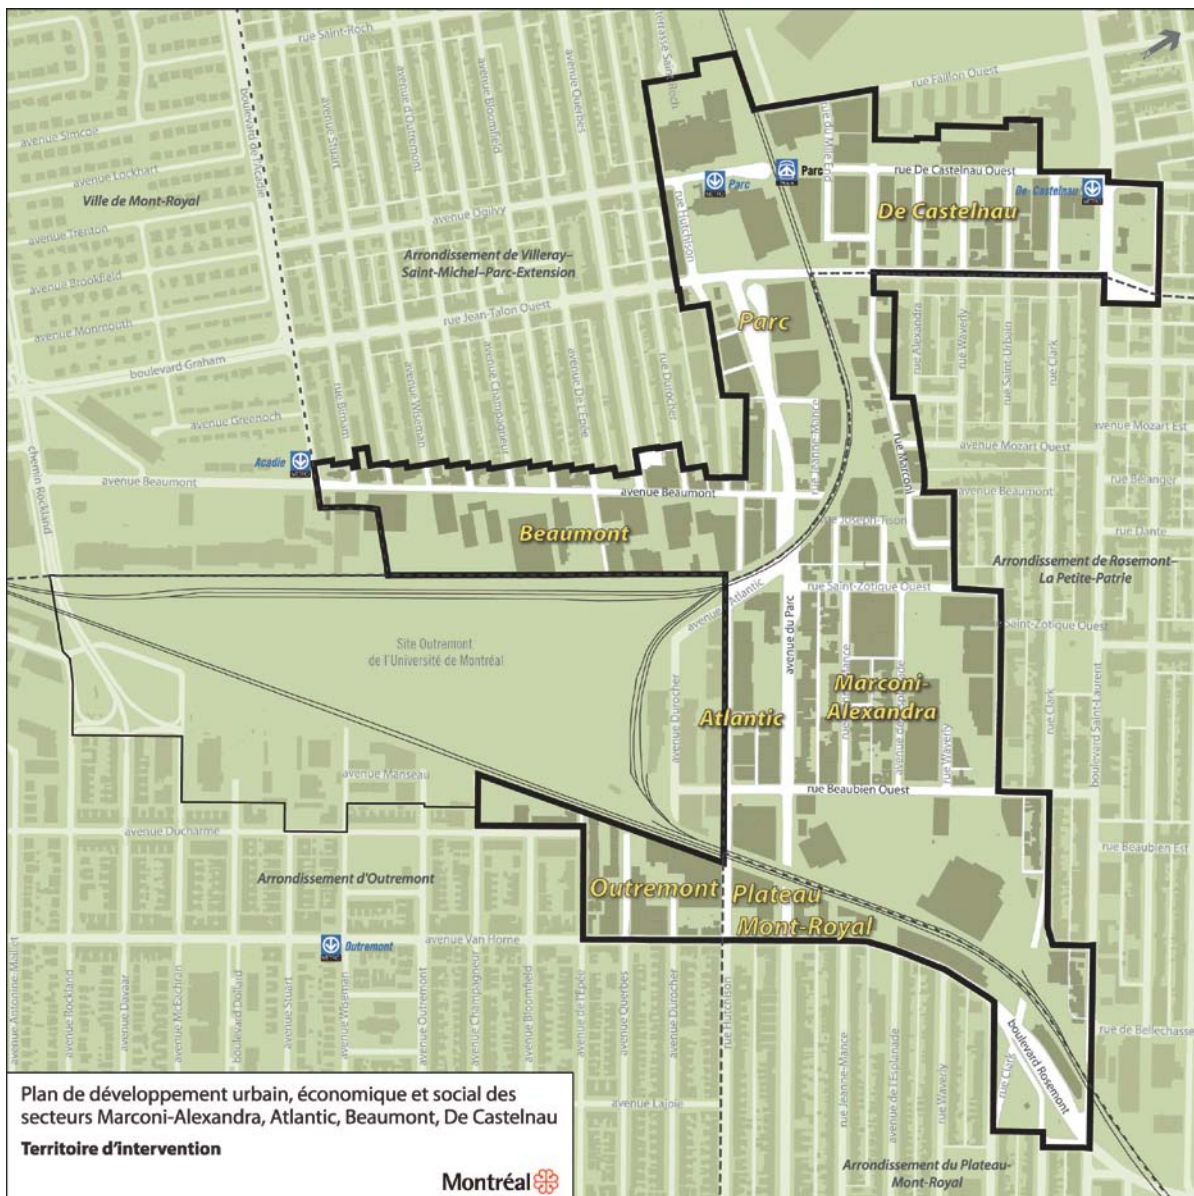 rue Saint-Roch
terrasse Saint-Roch
rue Faillon Ouest
avenue Simcoe
boulevard de l'Acadie
avenue Stuart
avenue d'Outremont
avenue Bloomfield
avenue Querbes
avenue Lockhart
Ville de Mont-Royal
rue du Mile End
Parc
MÉTRO
Parc
TRAIN
rue De Castelnau Ouest
De Castelnau
MÉTRO
De Castelnau
avenue Trenton
avenue Ogilvy
rue Hutchison
Arrondissement de Villeray–
Saint-Michel–Parc-Extension
avenue Brookfield
avenue Monmouth
rue Jean-Talon Ouest
Parc
rue Alexandra
rue Waverly
rue Saint-Urbain
rue Clark
boulevard Graham
rue Birnam
avenue Wiseman
avenue Champagneur
avenue De L'Épée
rue Durocher
avenue Greenoch
rue Jeanne-Mance
rue Marconi
avenue Mozart Est
avenue Mozart Ouest
chemin Rockland
Acadie
MÉTRO
avenue Beaumont
avenue Beaumont
avenue Beaumont
rue Bélanger
Beaumont
rue Joseph-Tison
rue Dante
Arrondissement de Rosemont–
La Petite-Patrie
avenue Atlantic
rue Saint-Zotique Ouest
rue Saint-Zotique Ouest
Site Outremont
de l'Université de Montréal
avenue du Parc
avenue Durocher
Atlantic
Marconi-
Alexandra
rue Waverly
rue Clark
boulevard Saint-Laurent
avenue Manseau
rue Beaubien Ouest
avenue Ducharme
rue Beaubien Est
Arrondissement d'Outremont
Outremont
Plateau
Mont-Royal
Outremont
MÉTRO
avenue Van Horne
avenue Antonine-Maillet
avenue Rockland
avenue Davaar
avenue McEachran
boulevard Dollard
avenue Stuart
avenue Wiseman
avenue Outremont
avenue Champagneur
avenue Bloomfield
avenue de l'Épée
avenue Querbes
avenue Durocher
rue Hutchison
rue Jeanne-Mance
avenue de l'Esplanade
rue Waverly
rue Clark
boulevard Rosemont
rue de Bellechasse
avenue Lajoie
Arrondissement du Plateau-
Mont-Royal
Plan de développement urbain, économique et social des
secteurs Marconi-Alexandra, Atlantic, Beaumont, De Castelnau
Territoire d'intervention
Montréal